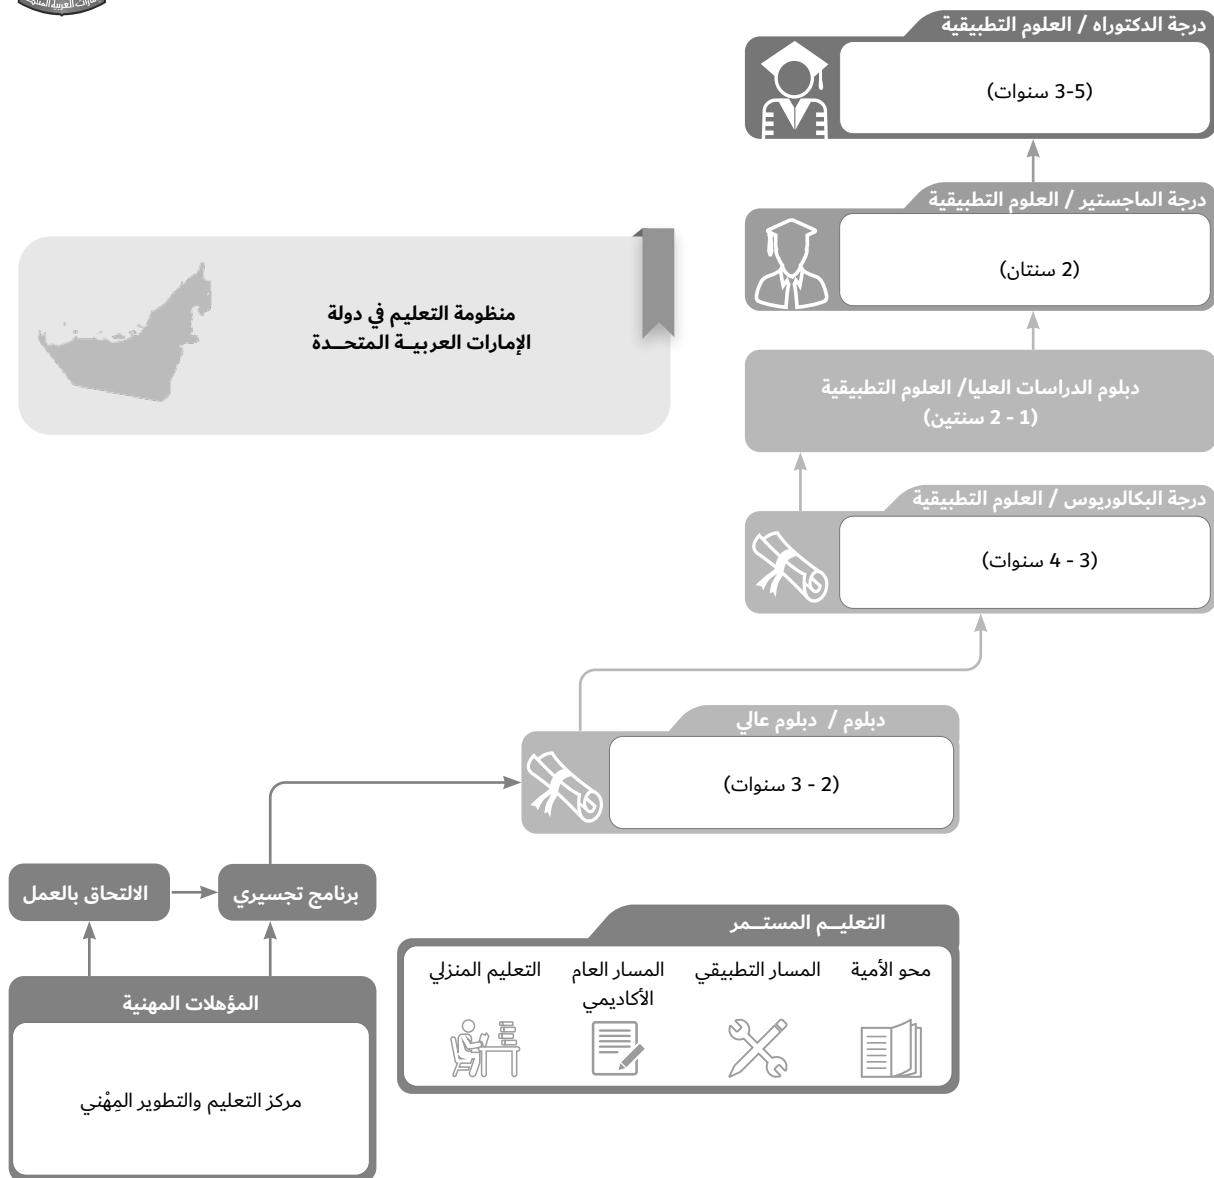 الإمارات العربية المتحدة
درجة الدكتوراه / العلوم التطبيقية
(3-5 سنوات)
درجة الماجستير / العلوم التطبيقية
(2 سنتان)
منظومة التعليم في دولة
الإمارات العربيــة المتحــدة
دبلوم الدراسات العليا/ العلوم التطبيقية
(1 - 2 سنتين)
درجة البكالوريوس / العلوم التطبيقية
(3 - 4 سنوات)
دبلوم / دبلوم عالي
(2 - 3 سنوات)
برنامج تجسيري
الالتحاق بالعمل
التعليــم المستــمر
محو الأمية
المسار التطبيقي
المسار العام
الأكاديمي
التعليم المنزلي
المؤهلات المهنية
مركز التعليم والتطوير المِهْني